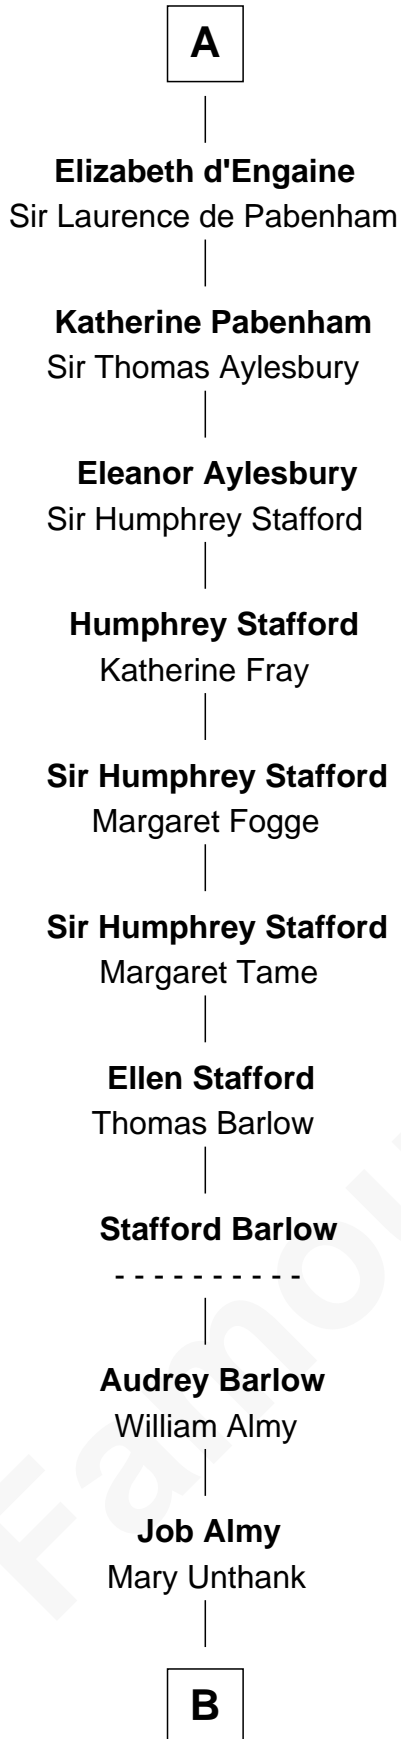 A
Elizabeth d'Engaine
Sir Laurence de Pabenham
Katherine Pabenham
Sir Thomas Aylesbury
Eleanor Aylesbury
Sir Humphrey Stafford
Humphrey Stafford
Katherine Fray
Sir Humphrey Stafford
Margaret Fogge
Sir Humphrey Stafford
Margaret Tame
Ellen Stafford
Thomas Barlow
Stafford Barlow
- - - - - - - - - -
Audrey Barlow
William Almy
Job Almy
Mary Unthank
B